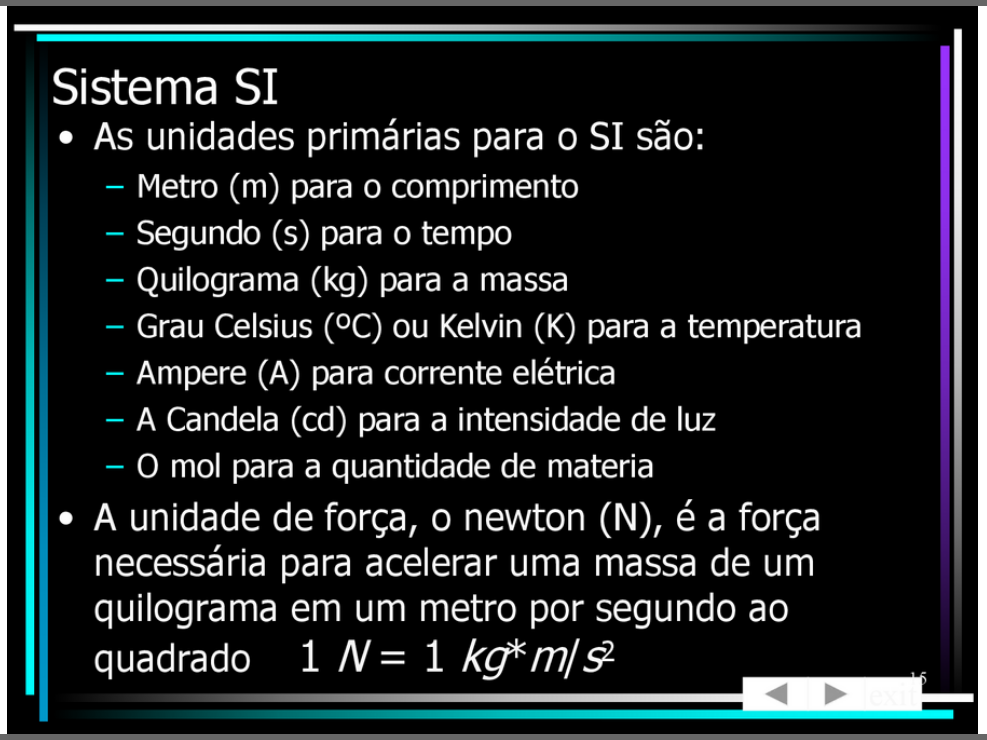 Sistema SI
• As unidades primárias para o SI são:
– Metro (m) para o comprimento
– Segundo (s) para o tempo
– Quilograma (kg) para a massa
– Grau Celsius (ºC) ou Kelvin (K) para a temperatura
– Ampere (A) para corrente elétrica
– A Candela (cd) para a intensidade de luz
– O mol para a quantidade de materia
• A unidade de força, o newton (N), é a força
necessária para acelerar uma massa de um
quilograma em um metro por segundo ao
quadrado 1 N = 1 kg*m/s²
15
exit